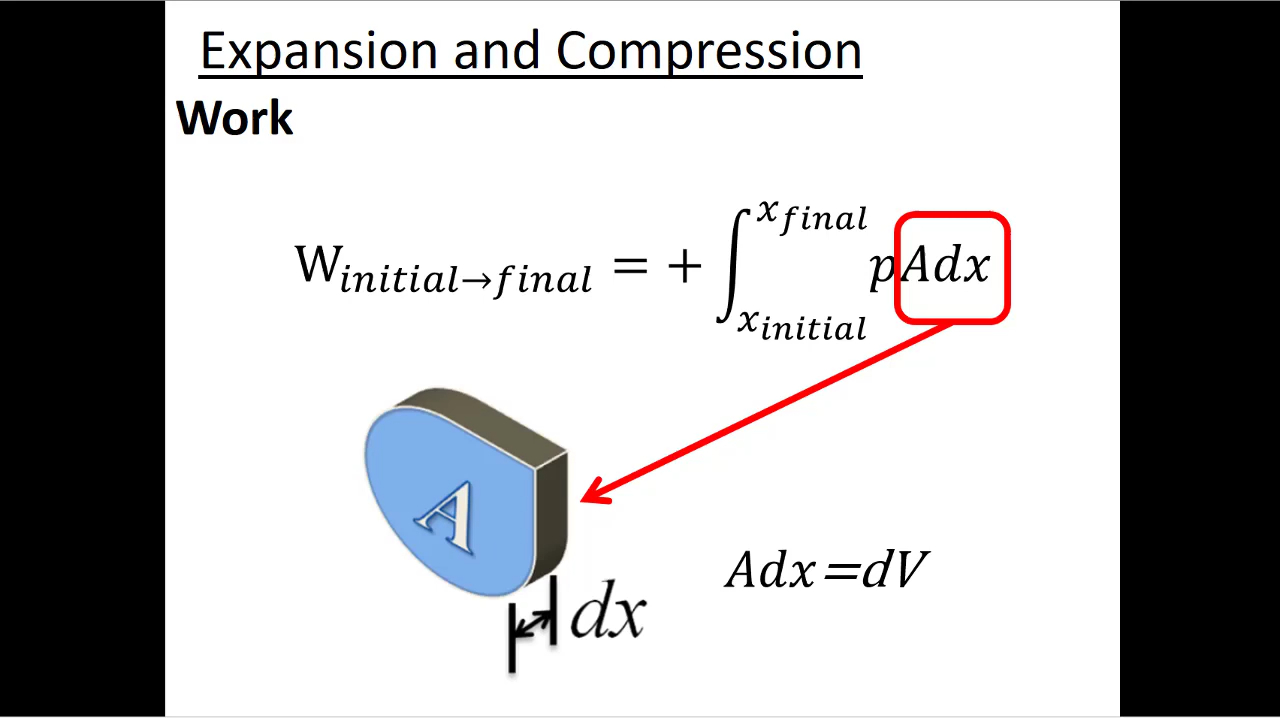 Expansion and Compression
Work
W_{initial→final} = + ∫_{x_{initial}}^{x_{final}} pAdx
A
dx
Adx=dV